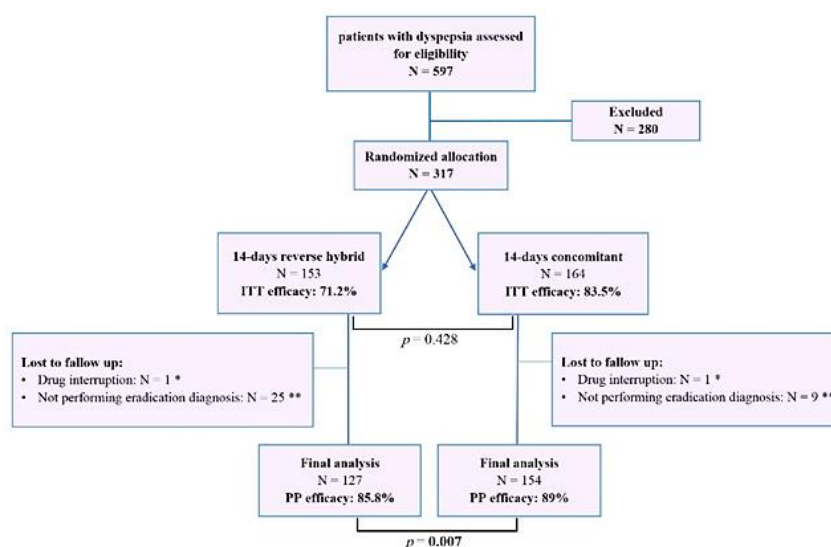 patients with dyspepsia assessed
for eligibility
N = 597
Excluded
N = 280
Randomized allocation
N = 317
14-days reverse hybrid
N = 153
ITT efficacy: 71.2%
14-days concomitant
N = 164
ITT efficacy: 83.5%
p = 0.428
Lost to fallow up:
• Drug interruption: N = 1 *
• Not performing eradication diagnosis: N = 25 **
Lost to fallow up:
• Drug interruption: N = 1 *
• Not performing eradication diagnosis: N = 9 **
Final analysis
N = 127
PP efficacy: 85.8%
Final analysis
N = 154
PP efficacy: 89%
p = 0.007